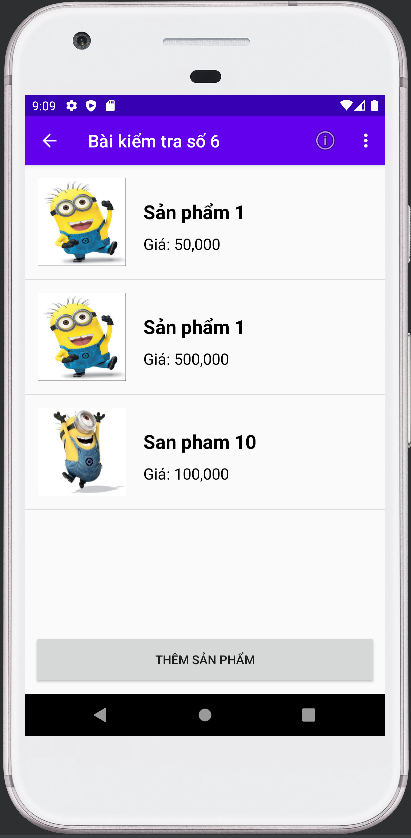 9:09
Bài kiểm tra số 6
Sản phẩm 1
Giá: 50,000
Sản phẩm 1
Giá: 500,000
San pham 10
Giá: 100,000
THÊM SẢN PHẨM